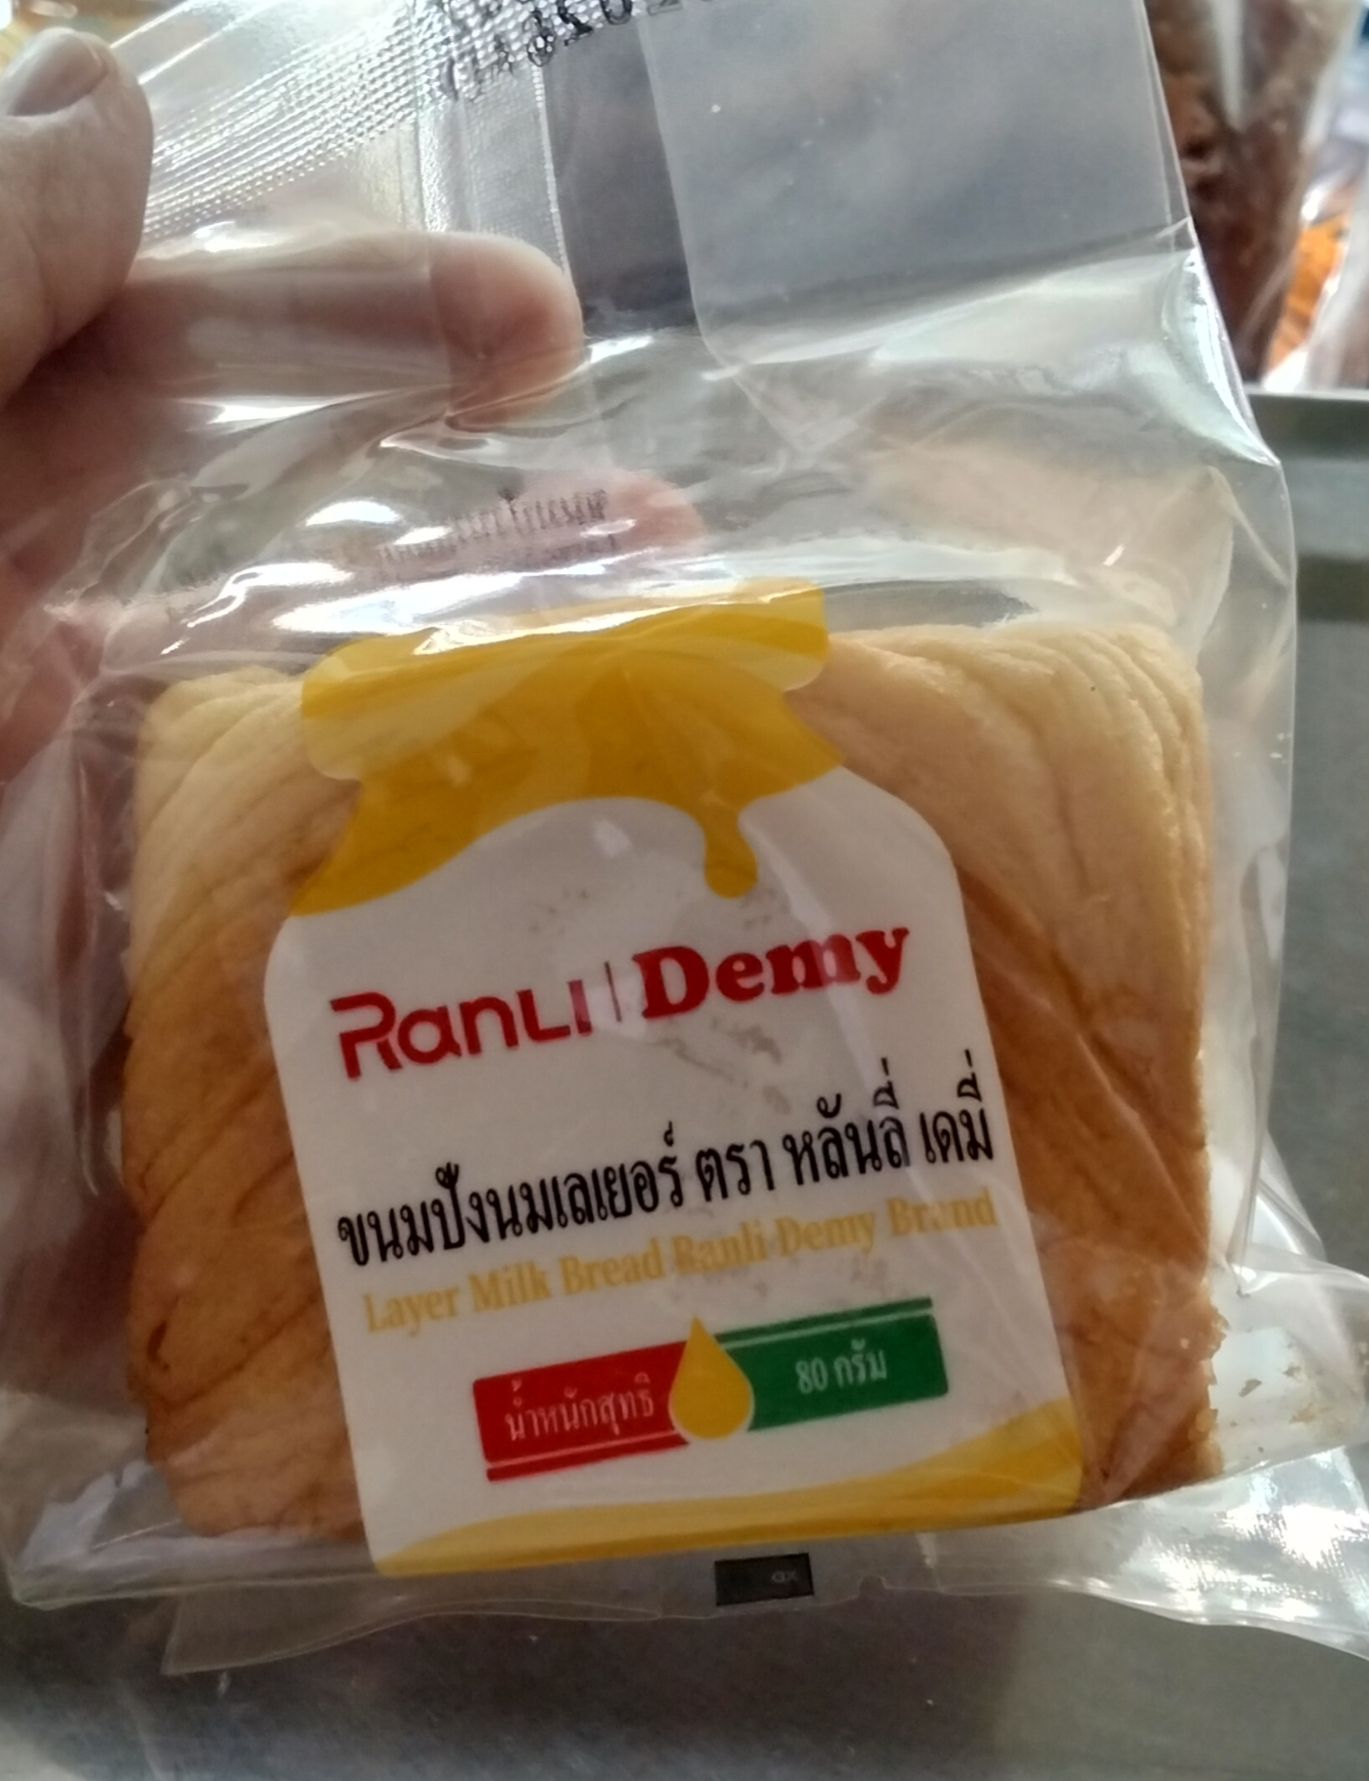 RanLi | Demy
ขนมปังนมเลเยอร์ ตรา หลันลี่ เดมี่
Layer Milk Bread Ranli-Demy Brand
น้ำหนักสุทธิ 80 กรัม